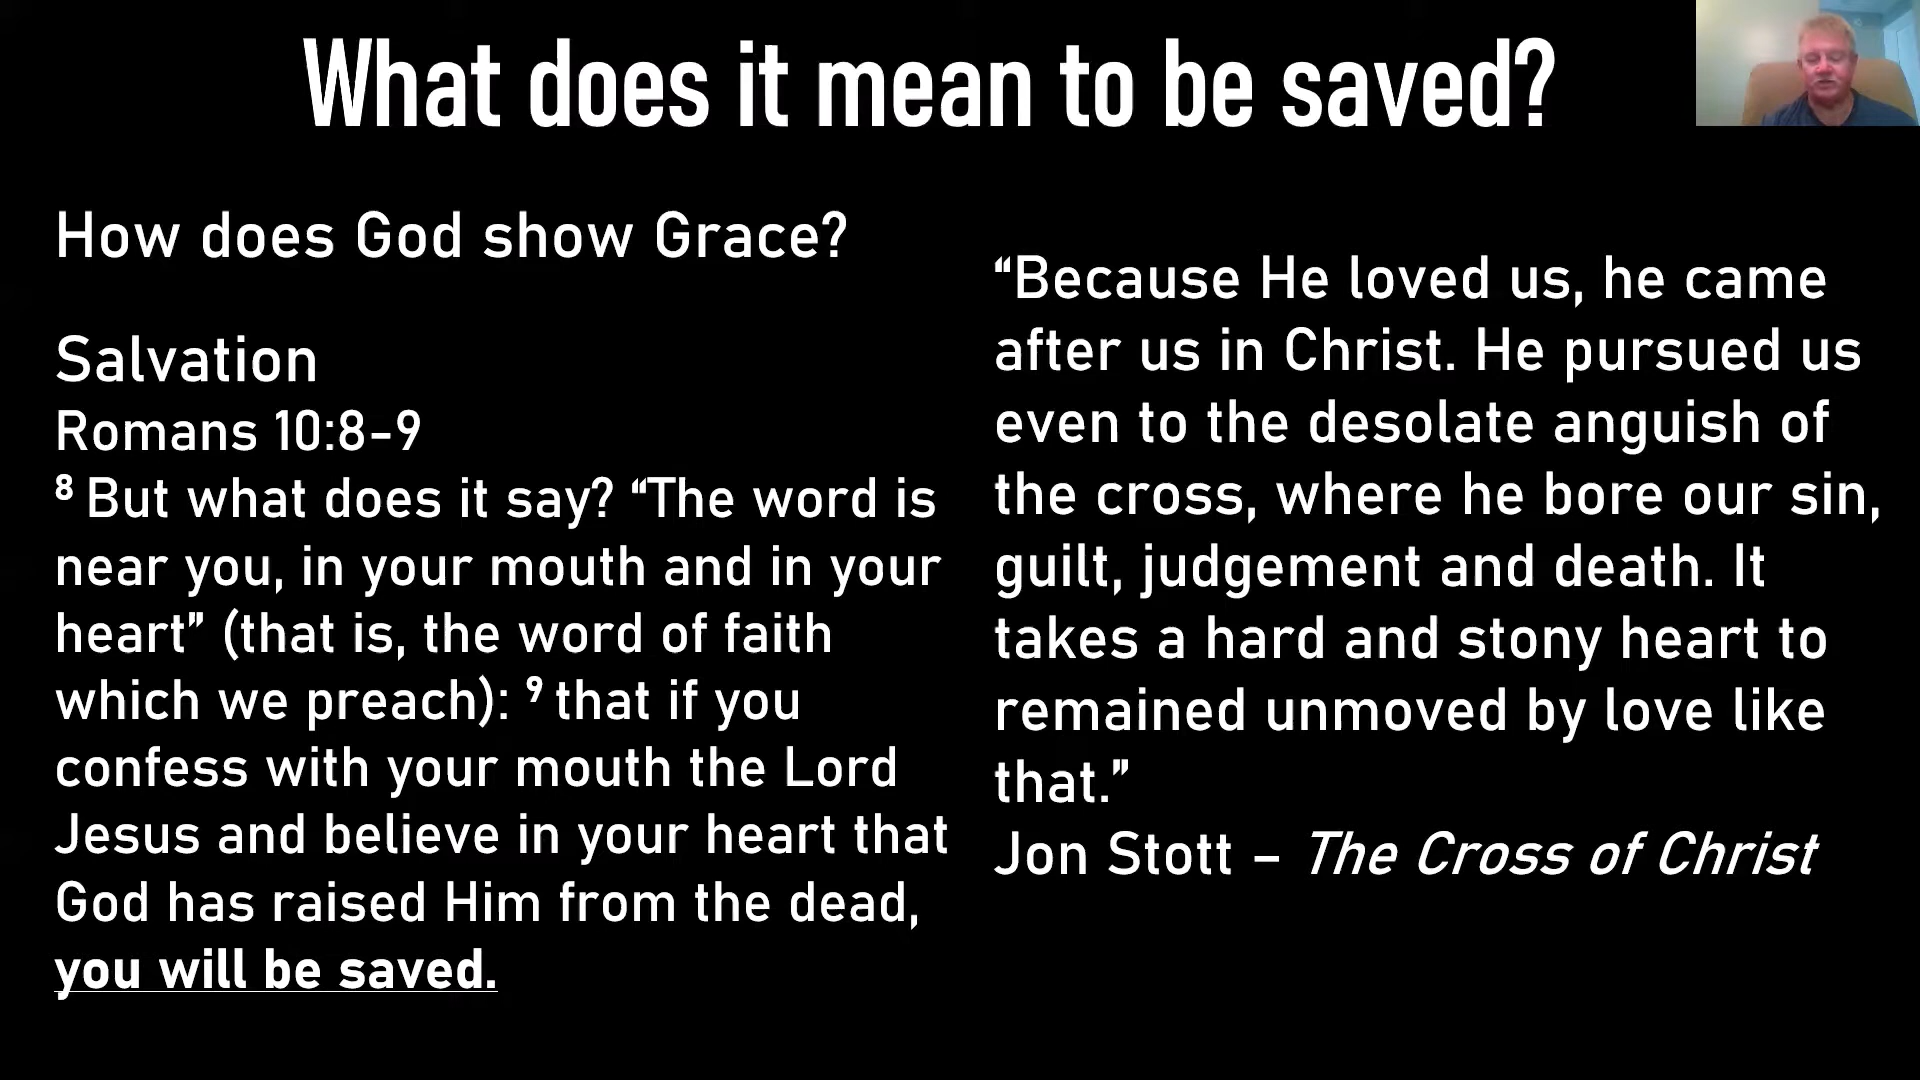 What does it mean to be saved?
How does God show Grace?
Salvation
Romans 10:8-9
⁸ But what does it say? “The word is
near you, in your mouth and in your
heart” (that is, the word of faith
which we preach): ⁹ that if you
confess with your mouth the Lord
Jesus and believe in your heart that
God has raised Him from the dead,
you will be saved.
“Because He loved us, he came
after us in Christ. He pursued us
even to the desolate anguish of
the cross, where he bore our sin,
guilt, judgement and death. It
takes a hard and stony heart to
remained unmoved by love like
that.”
Jon Stott – The Cross of Christ